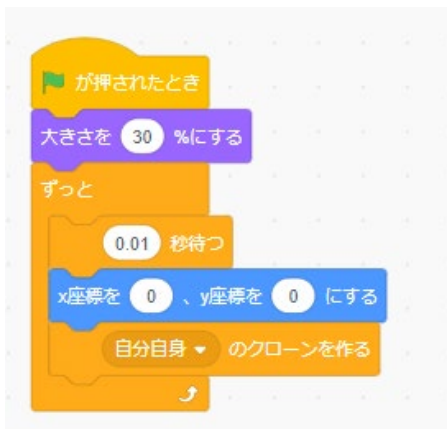 が押されたとき
大きさを 30 %にする
ずっと
0.01 秒待つ
x座標を 0 、y座標を 0 にする
自分自身 のクローンを作る